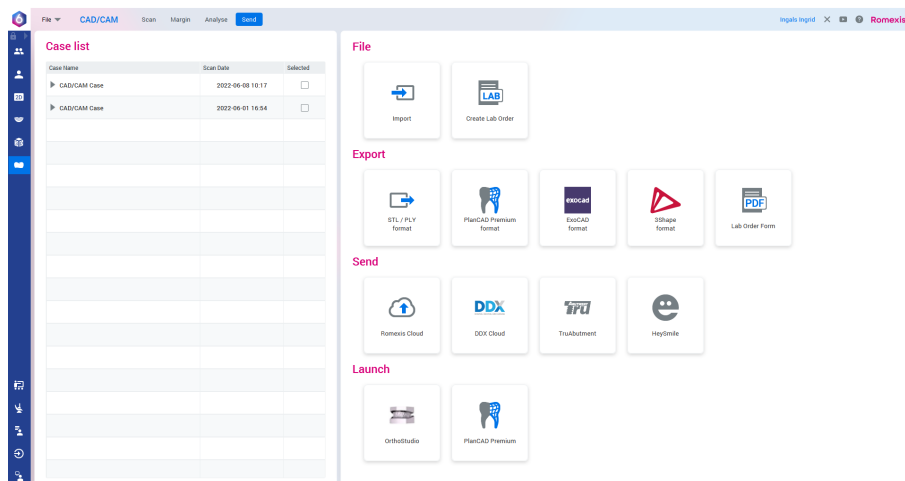 File CAD/CAM Scan Margin Analyse Send Ingals Ingrid Romexis
Case list
Case Name Scan Date Selected
CAD/CAM Case 2022-06-08 10:17
CAD/CAM Case 2022-06-01 16:54
File
LAB
Import Create Lab Order
Export
exocad PDF
STL / PLY format
PlanCAD Premium format
ExoCAD format
3Shape format
Lab Order Form
Send
DDX Tru
Romexis Cloud DDX Cloud TruAbutment HeySmile
Launch
OrthoStudio PlanCAD Premium
2D